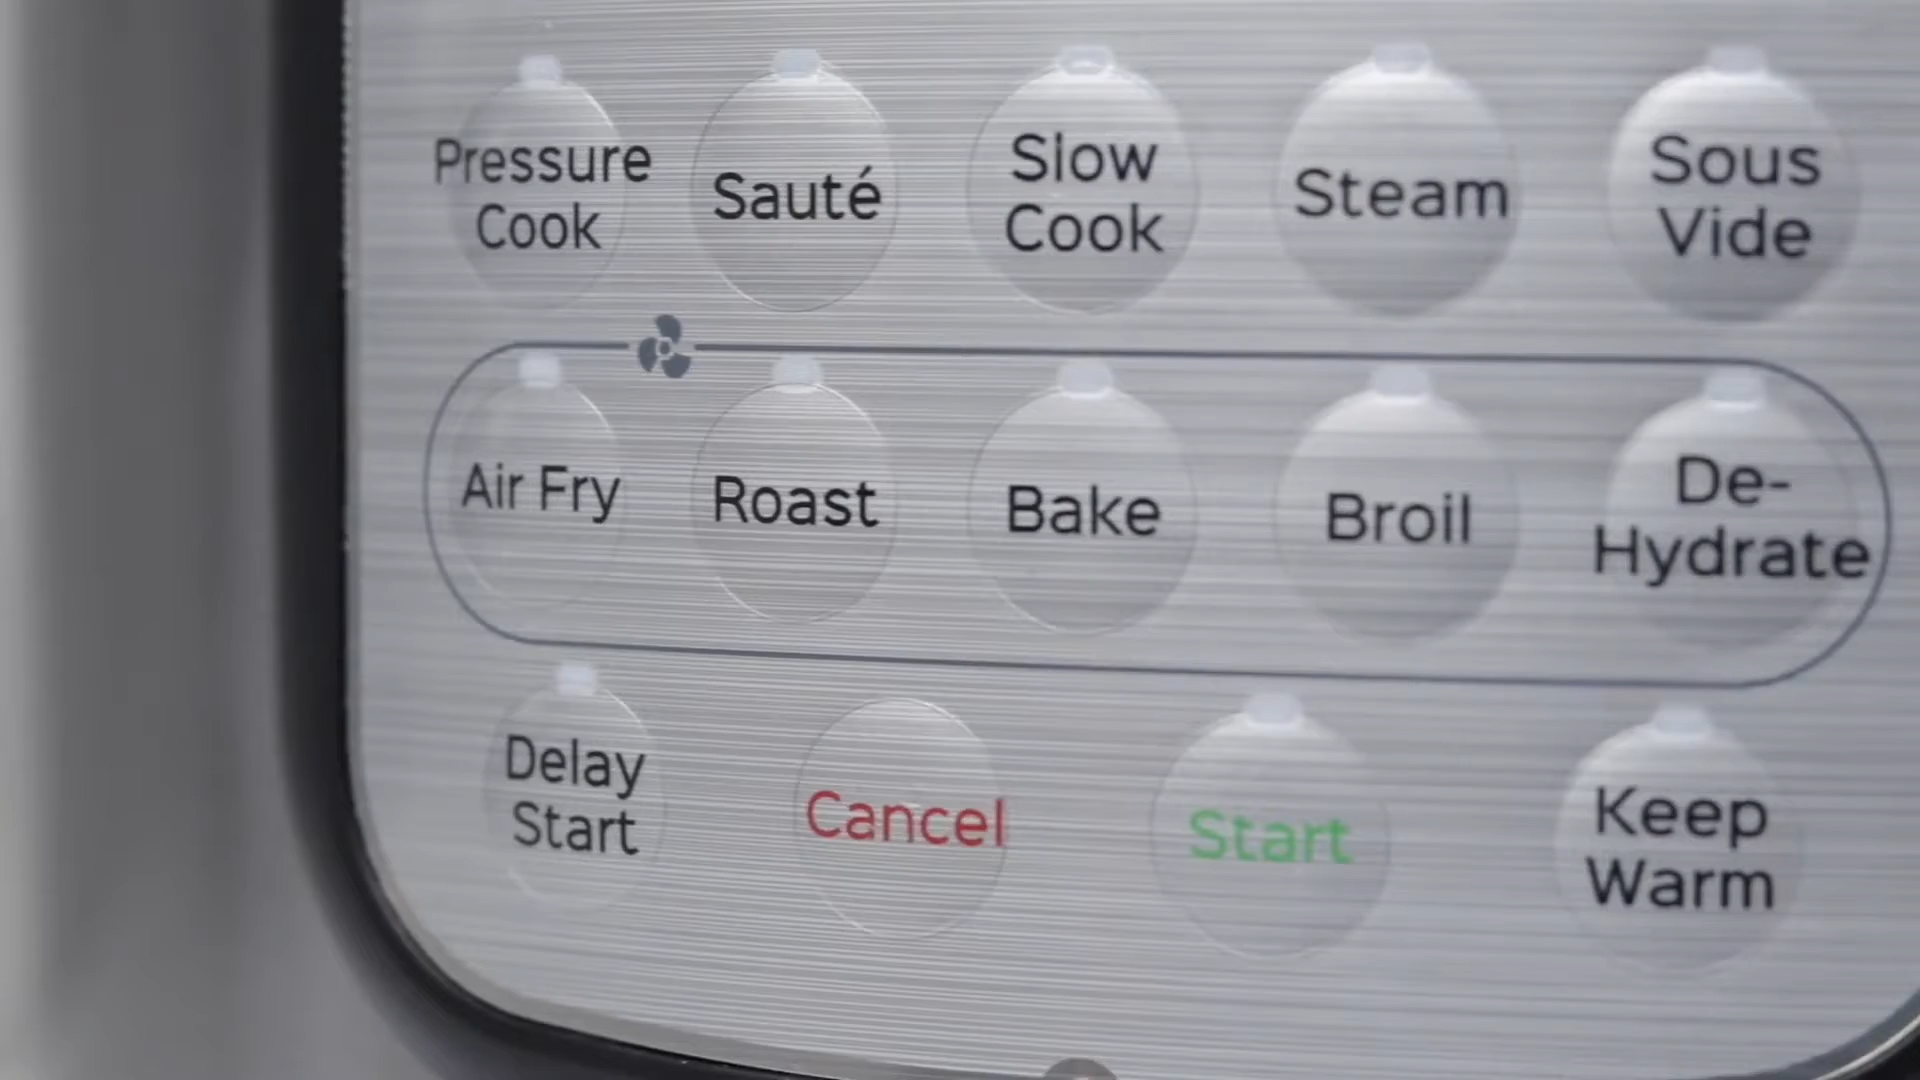 Pressure
Cook
Sauté
Slow
Cook
Steam
Sous
Vide
Air Fry
Roast
Bake
Broil
De-
Hydrate
Delay
Start
Cancel
Start
Keep
Warm